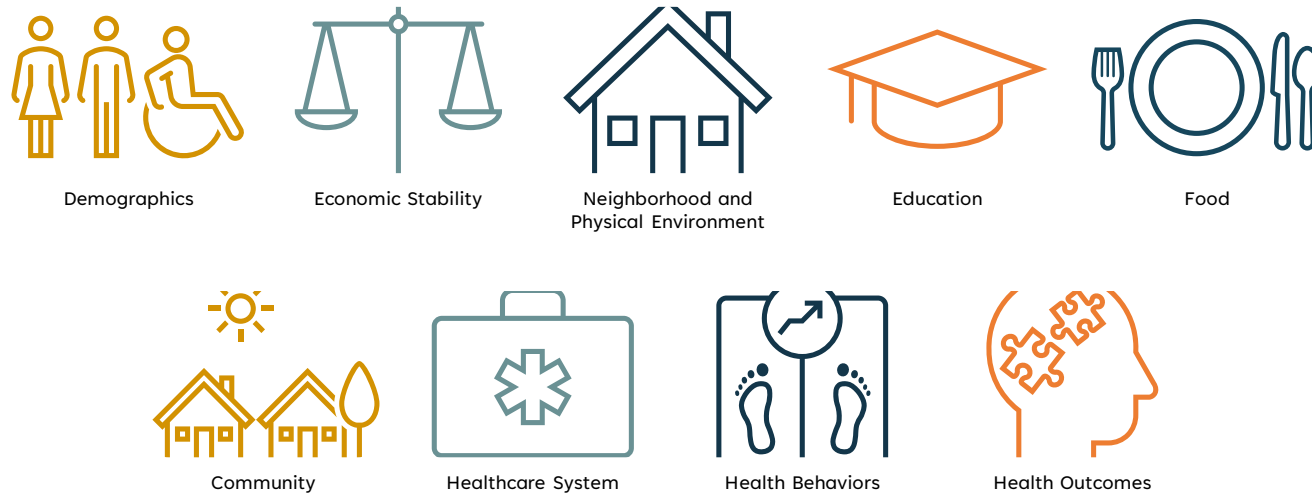 Demographics
Economic Stability
Neighborhood and
Physical Environment
Education
Food
Community
Healthcare System
Health Behaviors
Health Outcomes